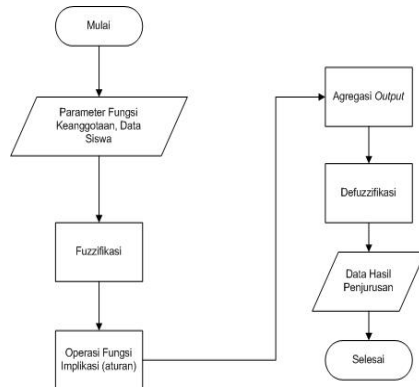 Mulai
Parameter Fungsi
Keanggotaan, Data
Siswa
Fuzzifikasi
Operasi Fungsi
Implikasi (aturan)
Agregasi Output
Defuzzifikasi
Data Hasil
Penjurusan
Selesai